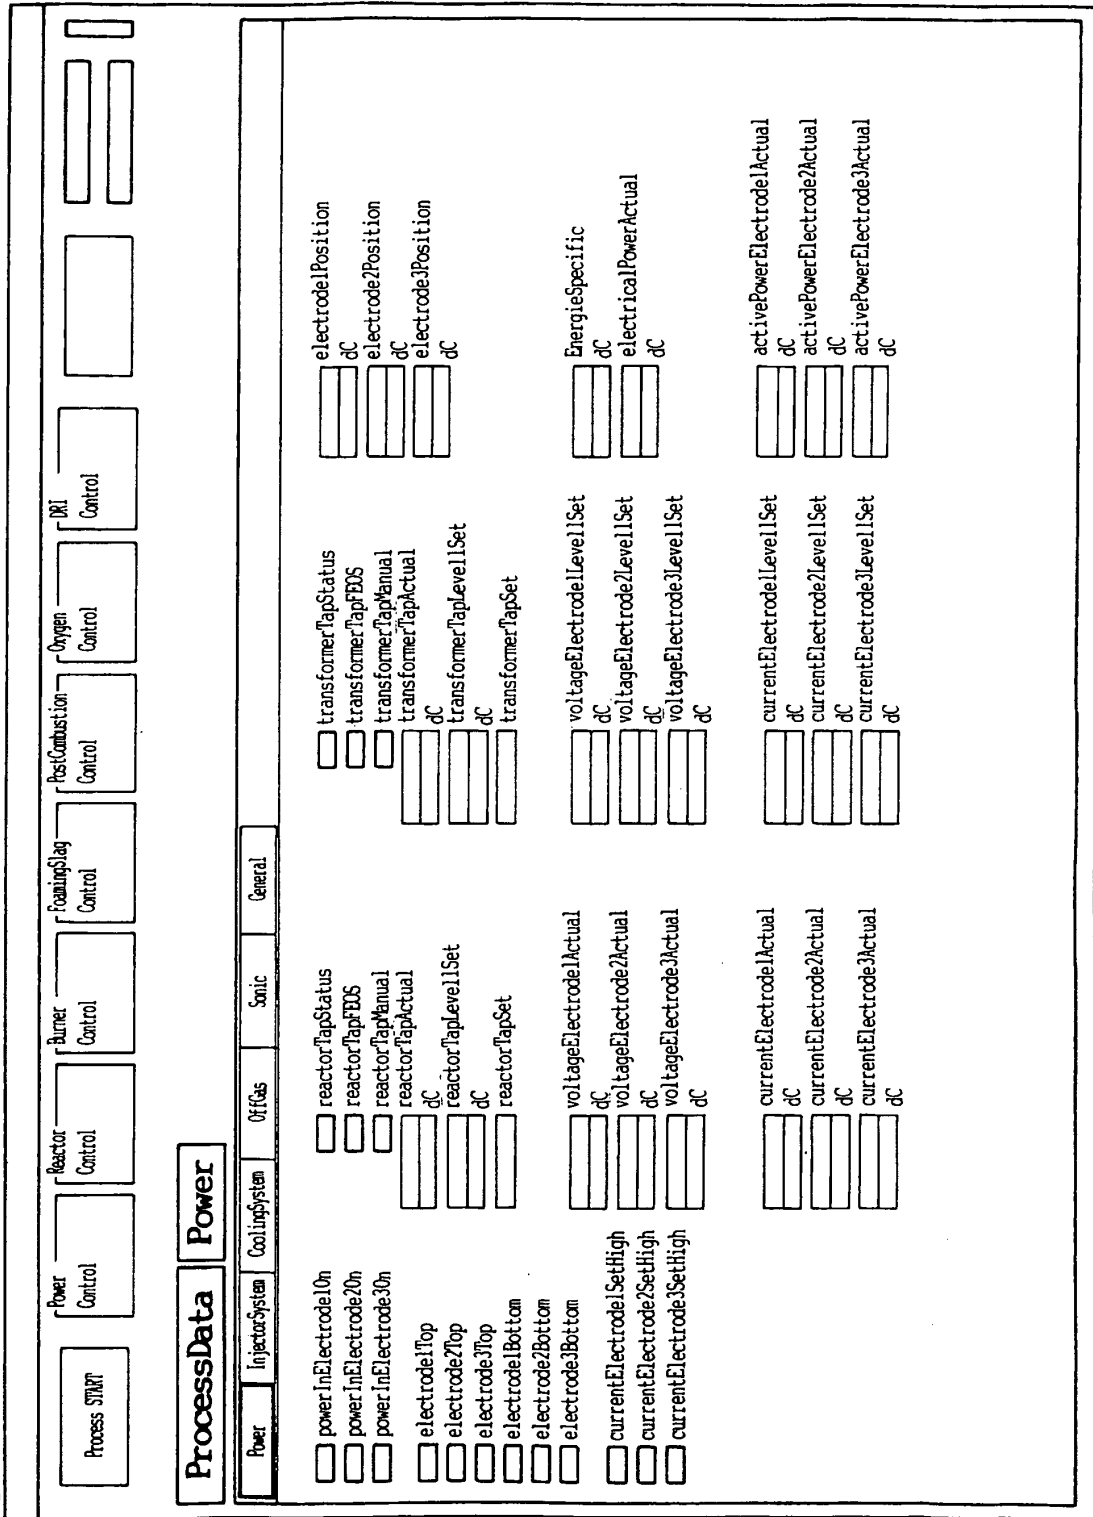 Process START
Power
Control
Reactor
Control
Burner
Control
FoamingSlag
Control
PostCombustion
Control
Oxygen
Control
DRI
Control
ProcessData Power
Power InjectorSystem CoolingSystem OffGas Sonic General
powerInElectrode1On
powerInElectrode2On
powerInElectrode3On
electrode1Top
electrode2Top
electrode3Top
electrode1Bottom
electrode2Bottom
electrode3Bottom
currentElectrode1SetHigh
currentElectrode2SetHigh
currentElectrode3SetHigh
reactorTapStatus
reactorTapFEOS
reactorTapManual
reactorTapActual
dC
reactorTapLevel1Set
dC
reactorTapSet
voltageElectrode1Actual
dC
voltageElectrode2Actual
dC
voltageElectrode3Actual
dC
currentElectrode1Actual
dC
currentElectrode2Actual
dC
currentElectrode3Actual
dC
transformerTapStatus
transformerTapFEOS
transformerTapManual
transformerTapActual
dC
transformerTapLevel1Set
dC
transformerTapSet
voltageElectrode1Level1Set
dC
voltageElectrode2Level1Set
dC
voltageElectrode3Level1Set
dC
currentElectrode1Level1Set
dC
currentElectrode2Level1Set
dC
currentElectrode3Level1Set
dC
electrode1Position
dC
electrode2Position
dC
electrode3Position
dC
EnergieSpecific
dC
electricalPowerActual
dC
activePowerElectrode1Actual
dC
activePowerElectrode2Actual
dC
activePowerElectrode3Actual
dC